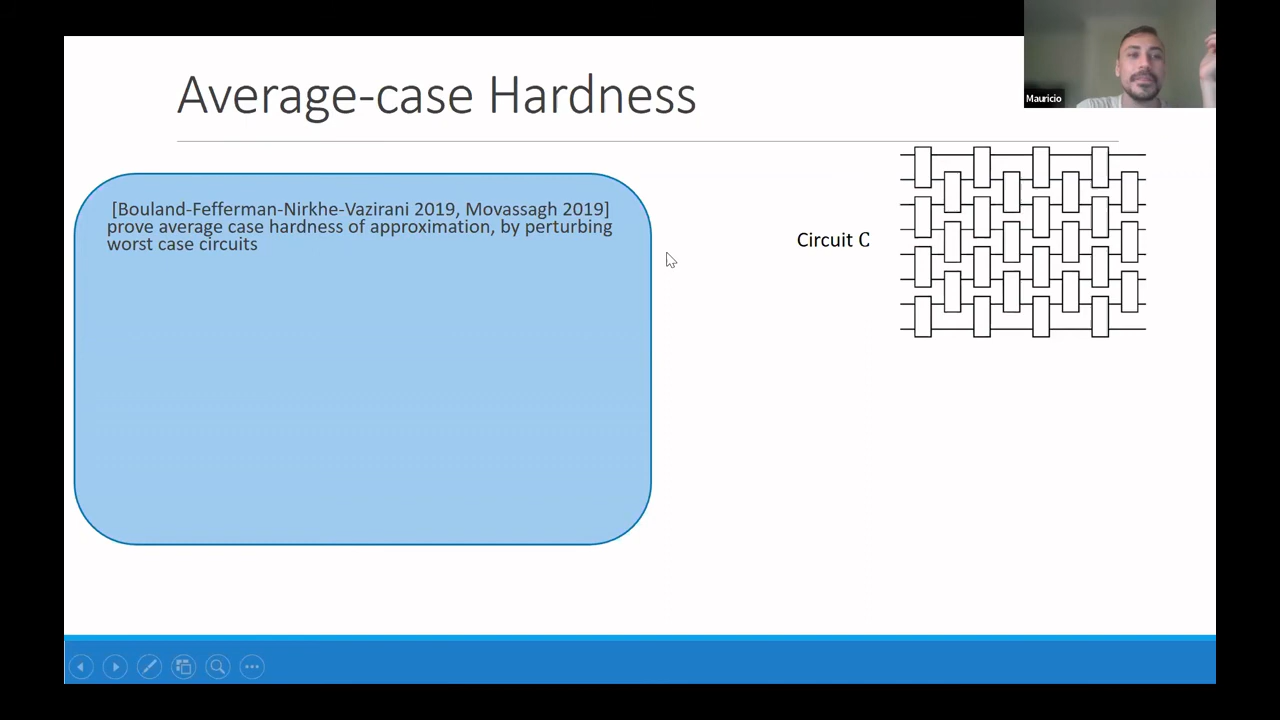 Average-case Hardness
Mauricio
[Bouland-Fefferman-Nirkhe-Vazirani 2019, Movassagh 2019]
prove average case hardness of approximation, by perturbing
worst case circuits
Circuit C